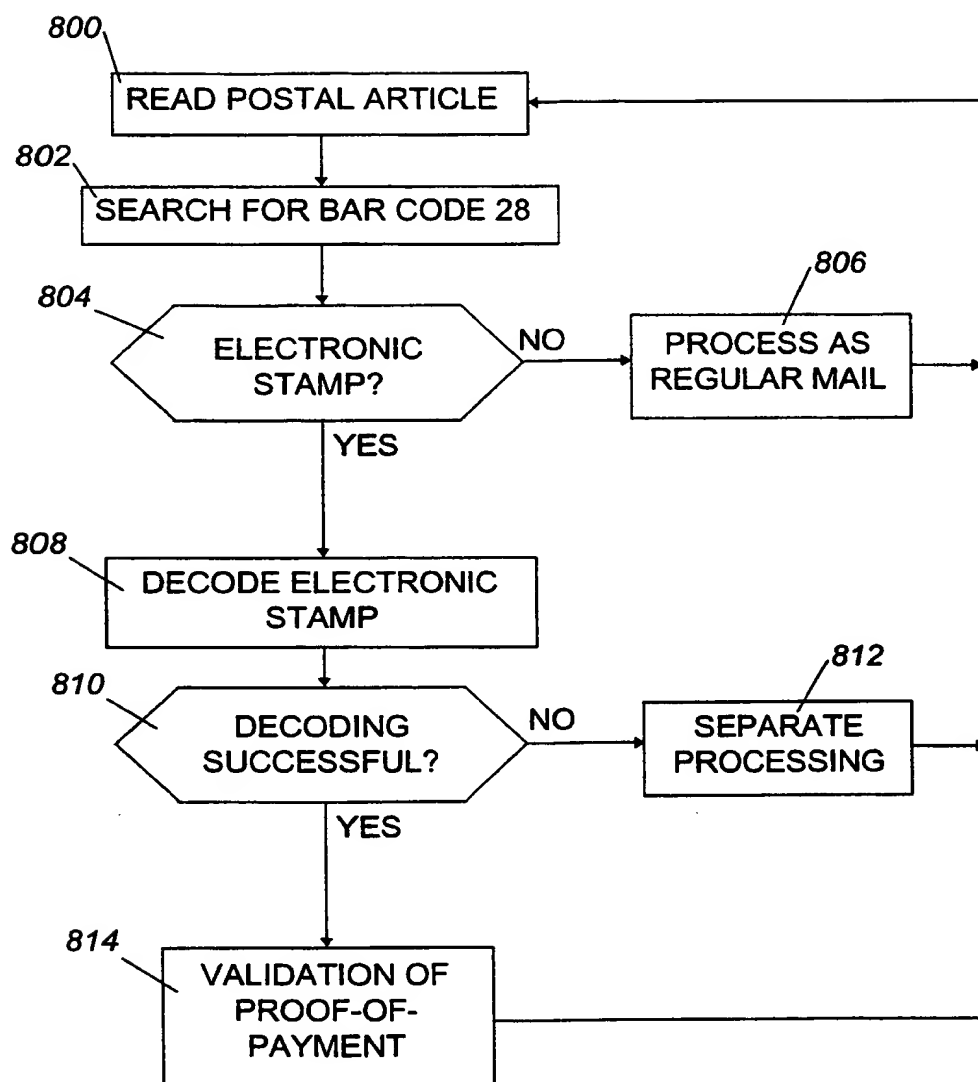 800
READ POSTAL ARTICLE
802
SEARCH FOR BAR CODE 28
804
ELECTRONIC
STAMP?
NO
806
PROCESS AS
REGULAR MAIL
YES
808
DECODE ELECTRONIC
STAMP
810
DECODING
SUCCESSFUL?
NO
812
SEPARATE
PROCESSING
YES
814
VALIDATION OF
PROOF-OF-
PAYMENT